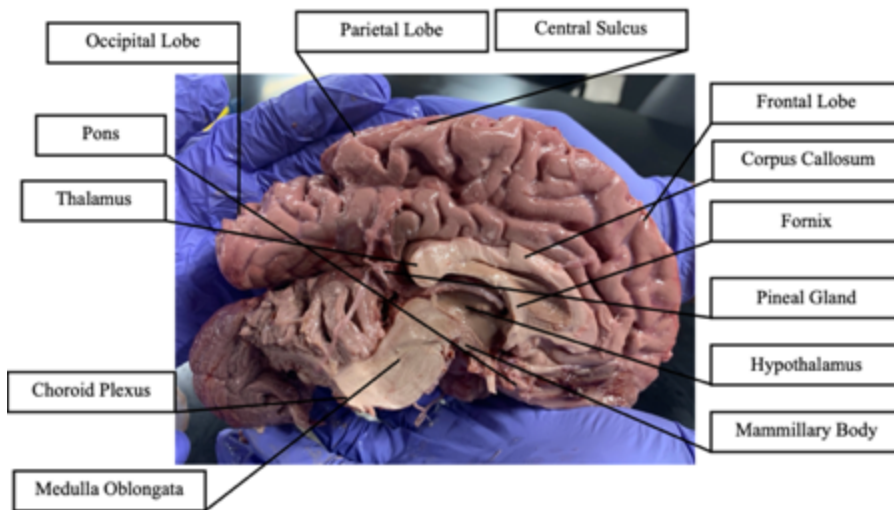 Occipital Lobe
Parietal Lobe
Central Sulcus
Frontal Lobe
Pons
Corpus Callosum
Thalamus
Fornix
Pineal Gland
Hypothalamus
Choroid Plexus
Mammillary Body
Medulla Oblongata